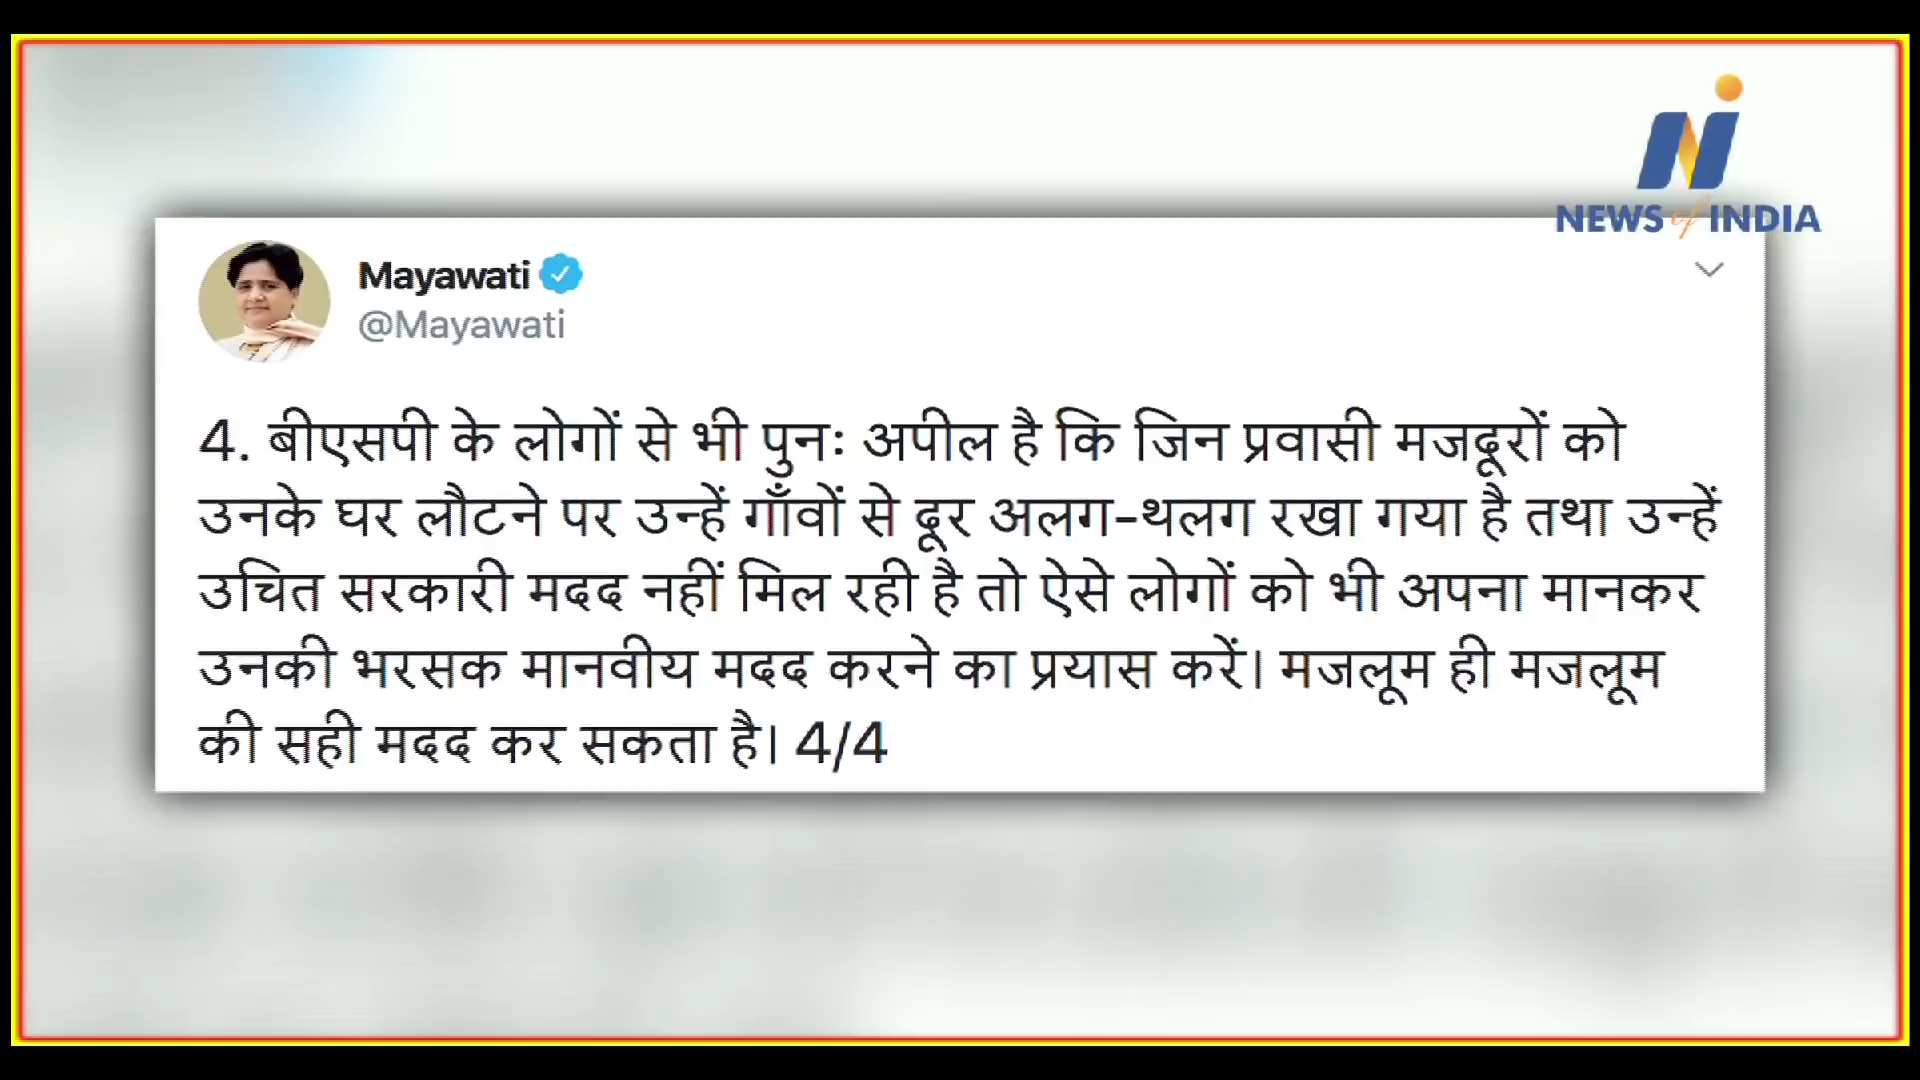 NEWS of INDIA
Mayawati
@Mayawati
4. बीएसपी के लोगों से भी पुनः अपील है कि जिन प्रवासी मजदूरों को
उनके घर लौटने पर उन्हें गाँवों से दूर अलग-थलग रखा गया है तथा उन्हें
उचित सरकारी मदद नहीं मिल रही है तो ऐसे लोगों को भी अपना मानकर
उनकी भरसक मानवीय मदद करने का प्रयास करें। मजलूम ही मजलूम
की सही मदद कर सकता है। 4/4